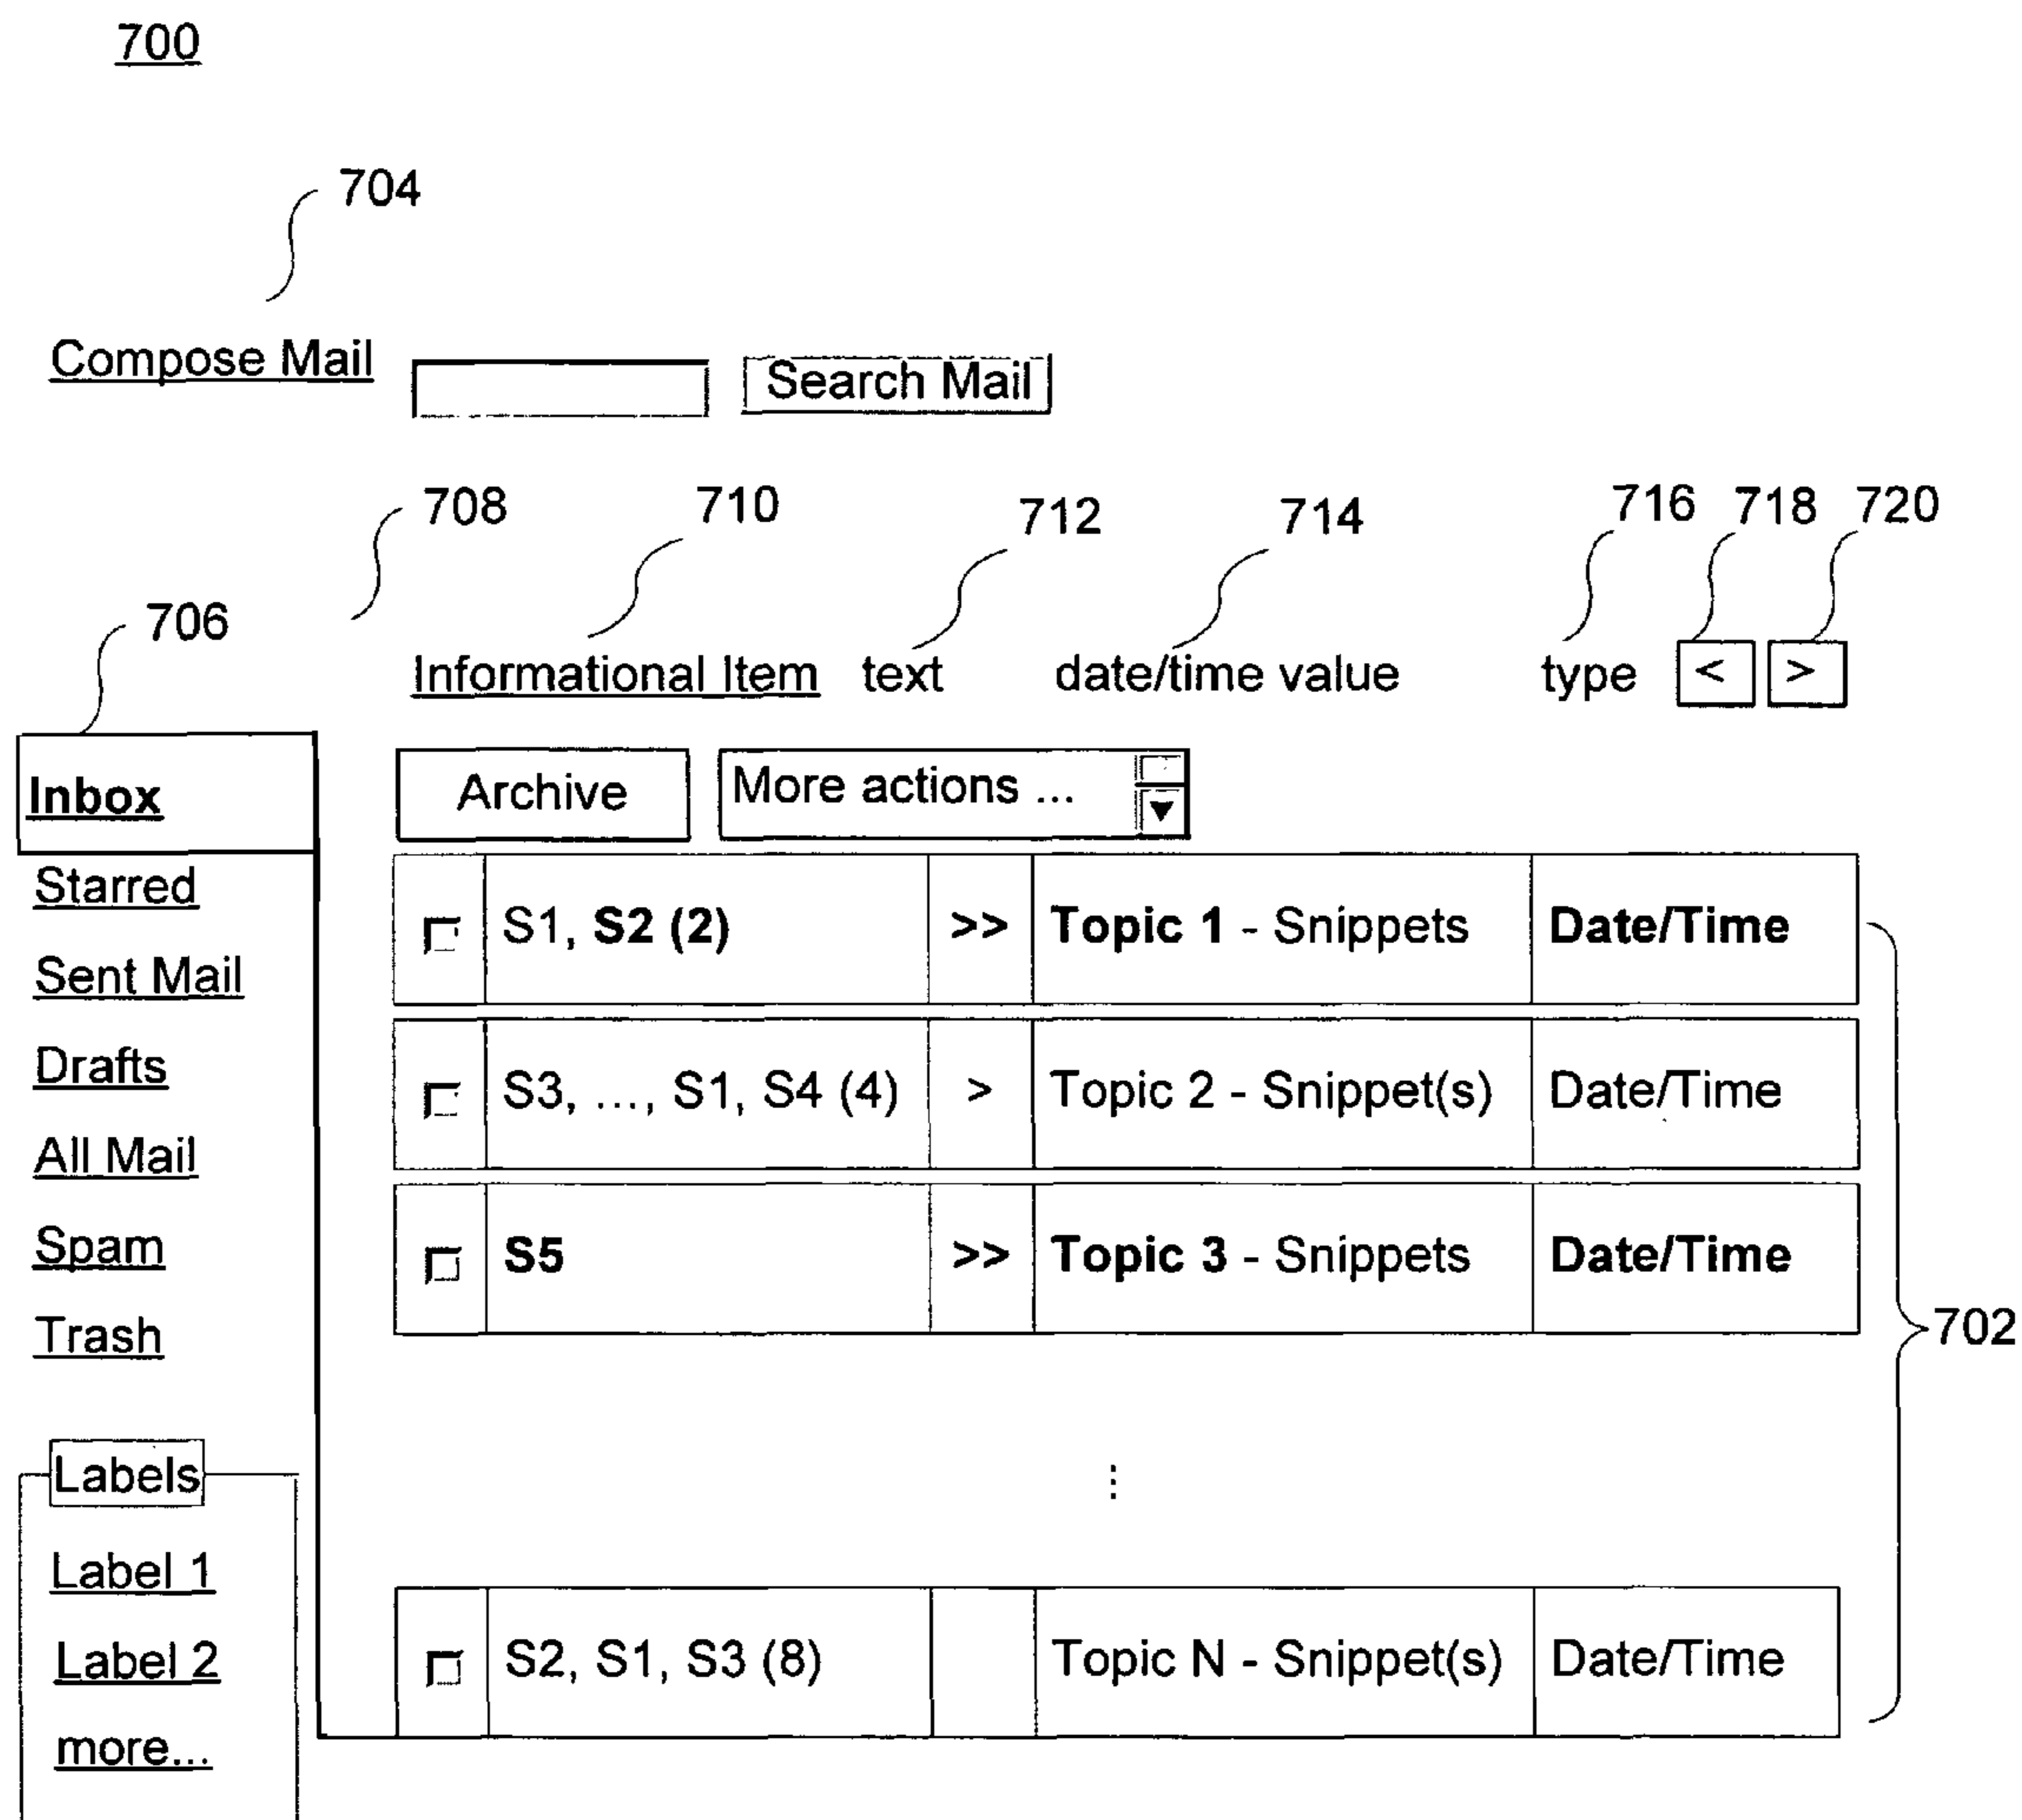 700
704
Compose Mail
Search Mail
708 710 712 714 716 718 720
706
Informational Item text date/time value type < >
Inbox
Archive More actions ...
Starred
S1, S2 (2) >> Topic 1 - Snippets Date/Time
Sent Mail
Drafts
S3, ..., S1, S4 (4) > Topic 2 - Snippet(s) Date/Time
All Mail
Spam
S5 >> Topic 3 - Snippets Date/Time
Trash
702
Labels
⋮
Label 1
Label 2
S2, S1, S3 (8) Topic N - Snippet(s) Date/Time
more...